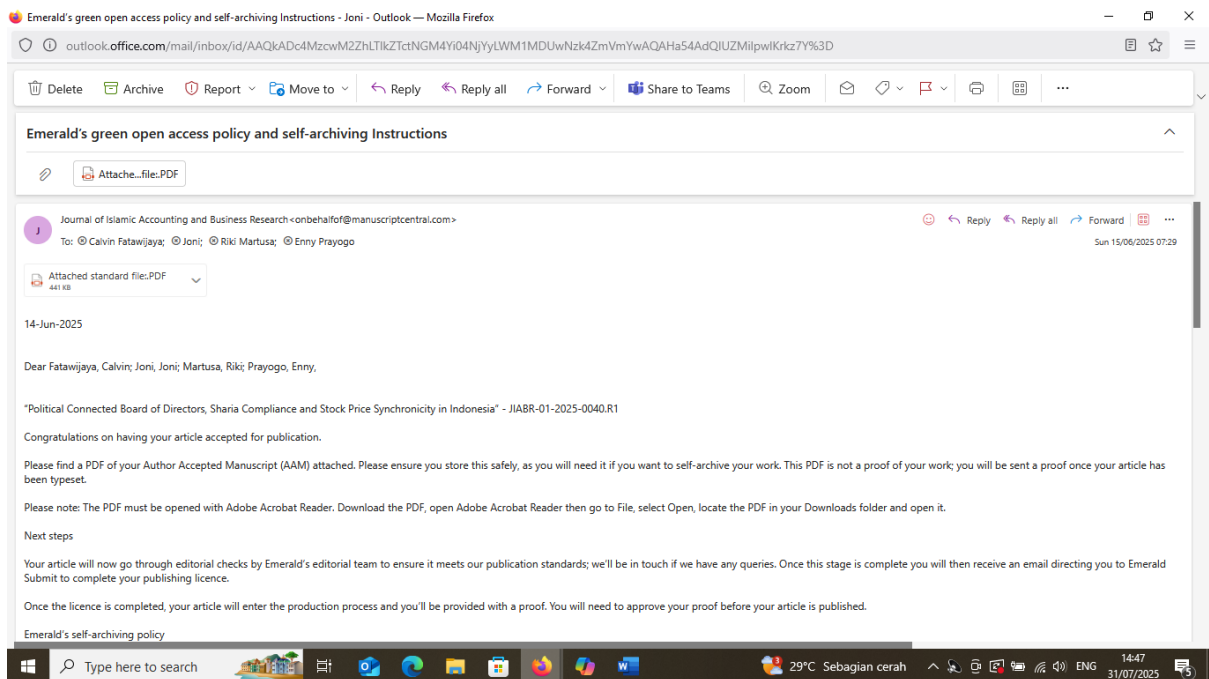 Emerald's green open access policy and self-archiving Instructions - Joni - Outlook — Mozilla Firefox
outlook.office.com/mail/inbox/id/AAQkADc4MzcwM2ZhLTlkZTctNGM4Yi04NjYyLWM1MDUwNzk4ZmVmYwAQAHa54AdQIUZMilpwlKrkz7Y%3D
Delete Archive Report Move to Reply Reply all Forward Share to Teams Zoom
Emerald's green open access policy and self-archiving Instructions
Attache...file:.PDF
J
Journal of Islamic Accounting and Business Research<onbehalfof@manuscriptcentral.com>
Reply Reply all Forward
To: Calvin Fatawijaya; Joni; Riki Martusa; Enny Prayogo
Sun 15/06/2025 07:29
Attached standard file:.PDF
441 KB
14-Jun-2025
Dear Fatawijaya, Calvin; Joni, Joni; Martusa, Riki; Prayogo, Enny,
"Political Connected Board of Directors, Sharia Compliance and Stock Price Synchronicity in Indonesia" - JIABR-01-2025-0040.R1
Congratulations on having your article accepted for publication.
Please find a PDF of your Author Accepted Manuscript (AAM) attached. Please ensure you store this safely, as you will need it if you want to self-archive your work. This PDF is not a proof of your work; you will be sent a proof once your article has
been typeset.
Please note: The PDF must be opened with Adobe Acrobat Reader. Download the PDF, open Adobe Acrobat Reader then go to File, select Open, locate the PDF in your Downloads folder and open it.
Next steps
Your article will now go through editorial checks by Emerald's editorial team to ensure it meets our publication standards; we'll be in touch if we have any queries. Once this stage is complete you will then receive an email directing you to Emerald
Submit to complete your publishing licence.
Once the licence is completed, your article will enter the production process and you'll be provided with a proof. You will need to approve your proof before your article is published.
Emerald's self-archiving policy
Type here to search
3
29°C Sebagian cerah
ENG
14:47
31/07/2025
5